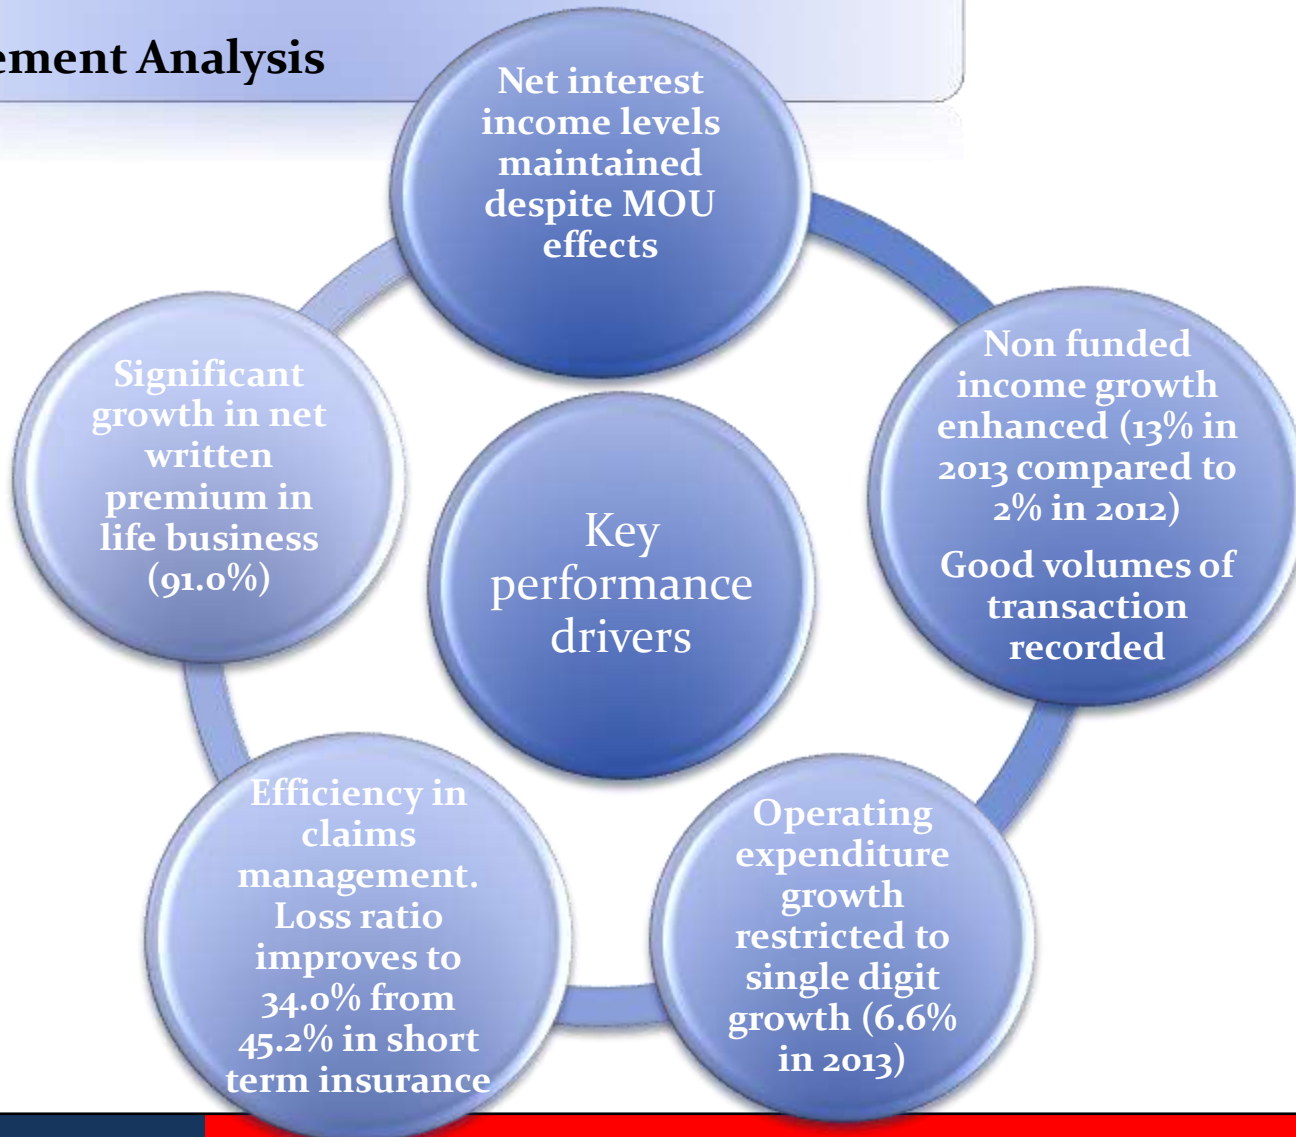 ement Analysis
Net interest
income levels
maintained
despite MOU
effects
Non funded
income growth
enhanced (13% in
2013 compared to
2% in 2012)
Good volumes of
transaction
recorded
Operating
expenditure
growth
restricted to
single digit
growth (6.6%
in 2013)
Efficiency in
claims
management.
Loss ratio
improves to
34.0% from
45.2% in short
term insurance
Significant
growth in net
written
premium in
life business
(91.0%)
Key
performance
drivers